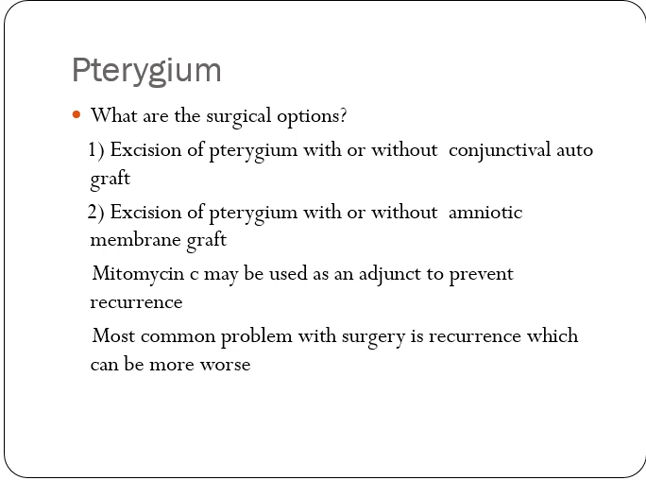 Pterygium
• What are the surgical options?
1) Excision of pterygium with or without conjunctival auto
graft
2) Excision of pterygium with or without amniotic
membrane graft
Mitomycin c may be used as an adjunct to prevent
recurrence
Most common problem with surgery is recurrence which
can be more worse